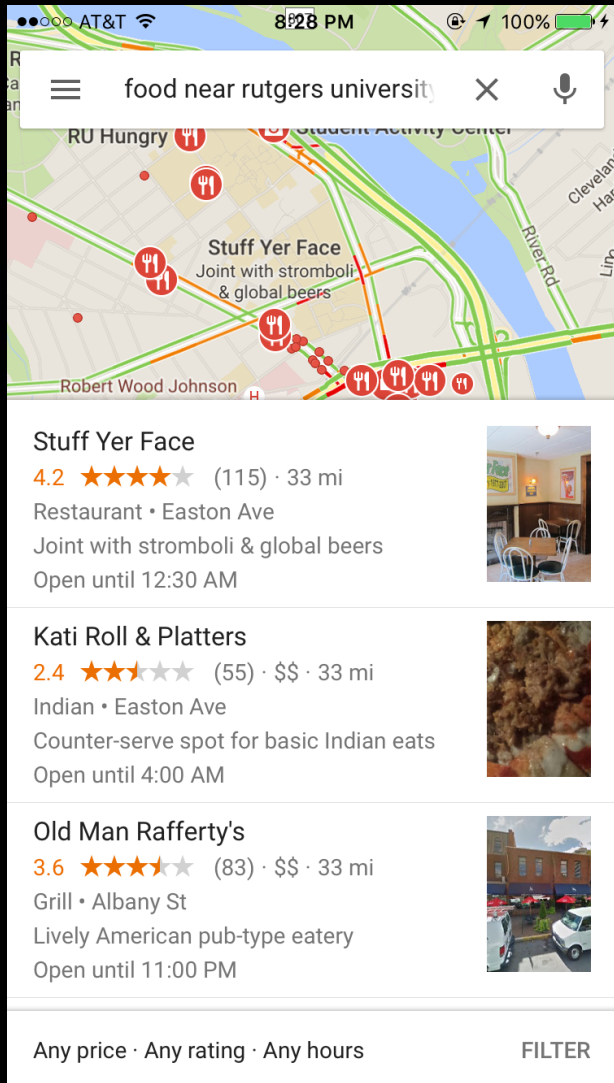 AT&T 8:28 PM 100%
food near rutgers university
RU Hungry
Student Activity Center
Cleveland
River Rd
Stuff Yer Face
Joint with stromboli
& global beers
Robert Wood Johnson
H
Stuff Yer Face
4.2 (115) · 33 mi
Restaurant • Easton Ave
Joint with stromboli & global beers
Open until 12:30 AM
Kati Roll & Platters
2.4 (55) · $$ · 33 mi
Indian • Easton Ave
Counter-serve spot for basic Indian eats
Open until 4:00 AM
Old Man Rafferty's
3.6 (83) · $$ · 33 mi
Grill • Albany St
Lively American pub-type eatery
Open until 11:00 PM
Any price · Any rating · Any hours FILTER